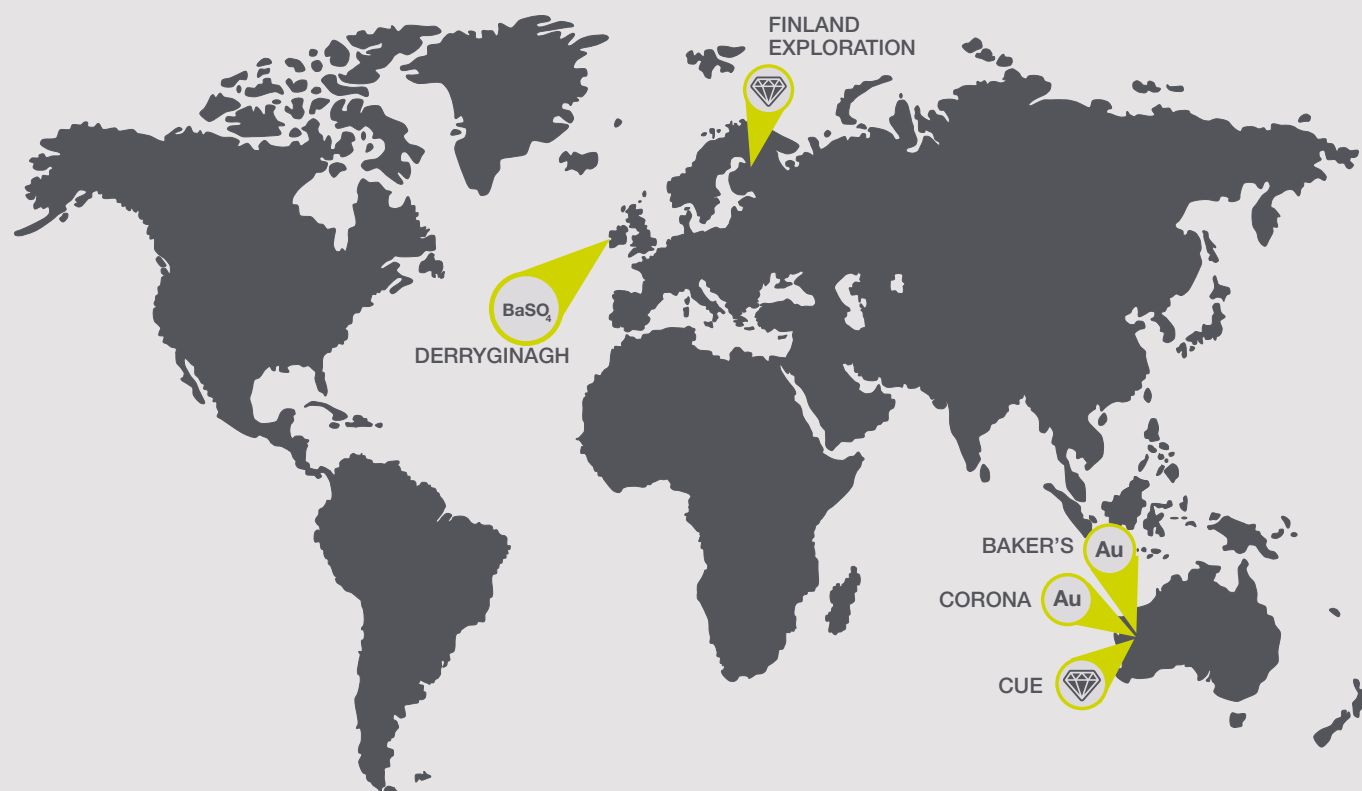 FINLAND
EXPLORATION
BaSO₄
DERRYGINAGH
BAKER'S
Au
CORONA
Au
CUE